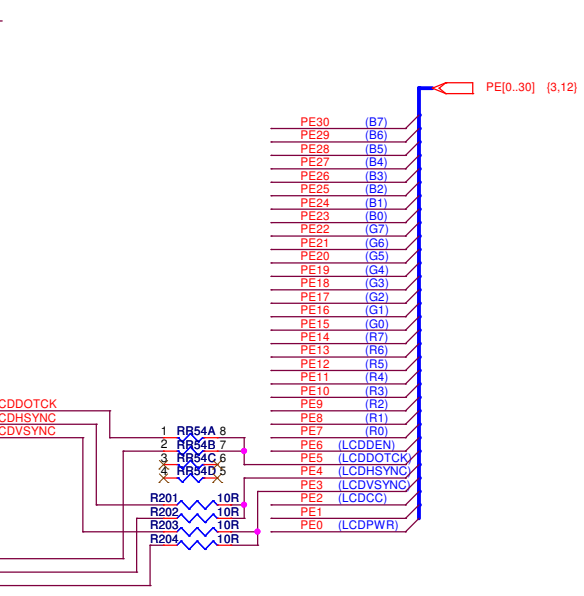 PE[0..30] {3,12}
PE30 (B7)
PE29 (B6)
PE28 (B5)
PE27 (B4)
PE26 (B3)
PE25 (B2)
PE24 (B1)
PE23 (B0)
PE22 (G7)
PE21 (G6)
PE20 (G5)
PE19 (G4)
PE18 (G3)
PE17 (G2)
PE16 (G1)
PE15 (G0)
PE14 (R7)
PE13 (R6)
PE12 (R5)
PE11 (R4)
PE10 (R3)
PE9 (R2)
PE8 (R1)
PE7 (R0)
PE6 (LCDDEN)
PE5 (LCDDOTCK)
PE4 (LCDHSYNC)
PE3 (LCDVSYNC)
PE2 (LCDCC)
PE1
PE0 (LCDPWR)
CDDOTCK
CDHSYNC
CDVSYNC
1 RR54A 8
2 RR54B 7
3 RR54C 6
4 RR54D 5
R201 10R
R202 10R
R203 10R
R204 10R